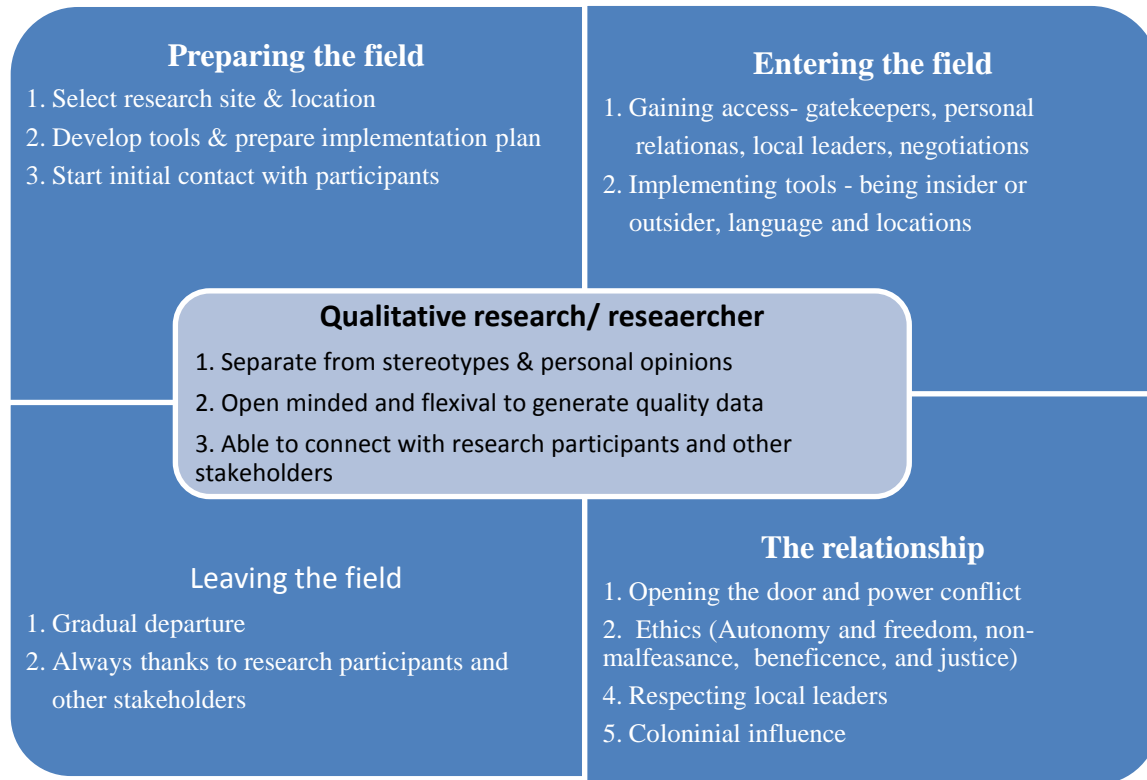 Preparing the field
1. Select research site & location
2. Develop tools & prepare implementation plan
3. Start initial contact with participants
Entering the field
1. Gaining access- gatekeepers, personal
relationas, local leaders, negotiations
2. Implementing tools - being insider or
outsider, language and locations
Qualitative research/ reseaercher
1. Separate from stereotypes & personal opinions
2. Open minded and flexival to generate quality data
3. Able to connect with research participants and other
stakeholders
Leaving the field
1. Gradual departure
2. Always thanks to research participants and
other stakeholders
The relationship
1. Opening the door and power conflict
2. Ethics (Autonomy and freedom, non-
malfeasance, beneficence, and justice)
4. Respecting local leaders
5. Coloninial influence